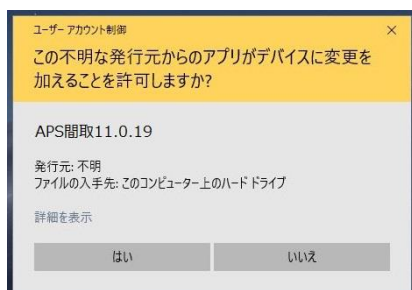 ユーザー アカウント制御
この不明な発行元からのアプリがデバイスに変更を
加えることを許可しますか?
APS間取11.0.19
発行元: 不明
ファイルの入手先: このコンピューター上のハード ドライブ
詳細を表示
はい
いいえ